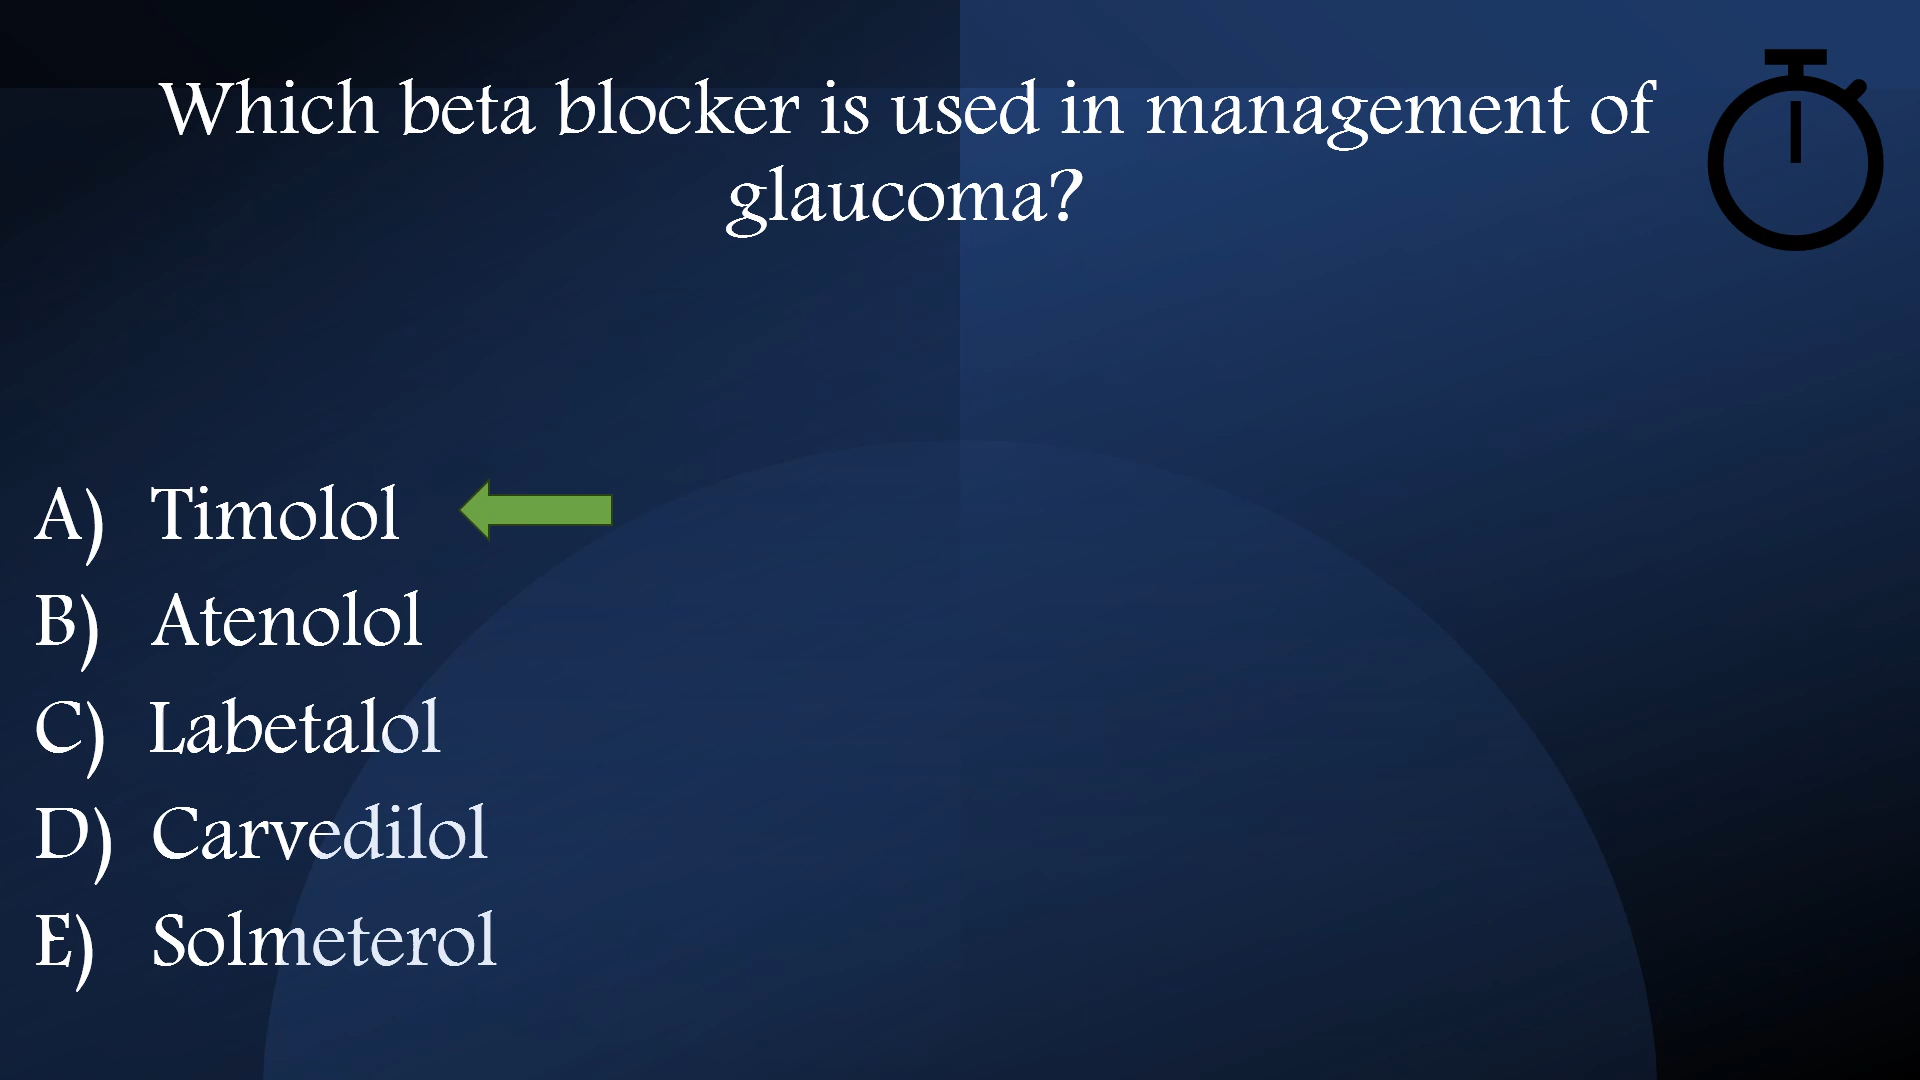 Which beta blocker is used in management of
glaucoma?
A) Timolol
B) Atenolol
C) Labetalol
D) Carvedilol
E) Solmeterol